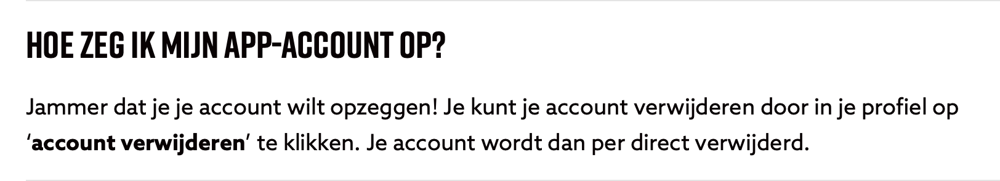 HOE ZEG IK MIJN APP-ACCOUNT OP?
Jammer dat je je account wilt opzeggen! Je kunt je account verwijderen door in je profiel op
‘account verwijderen’ te klikken. Je account wordt dan per direct verwijderd.